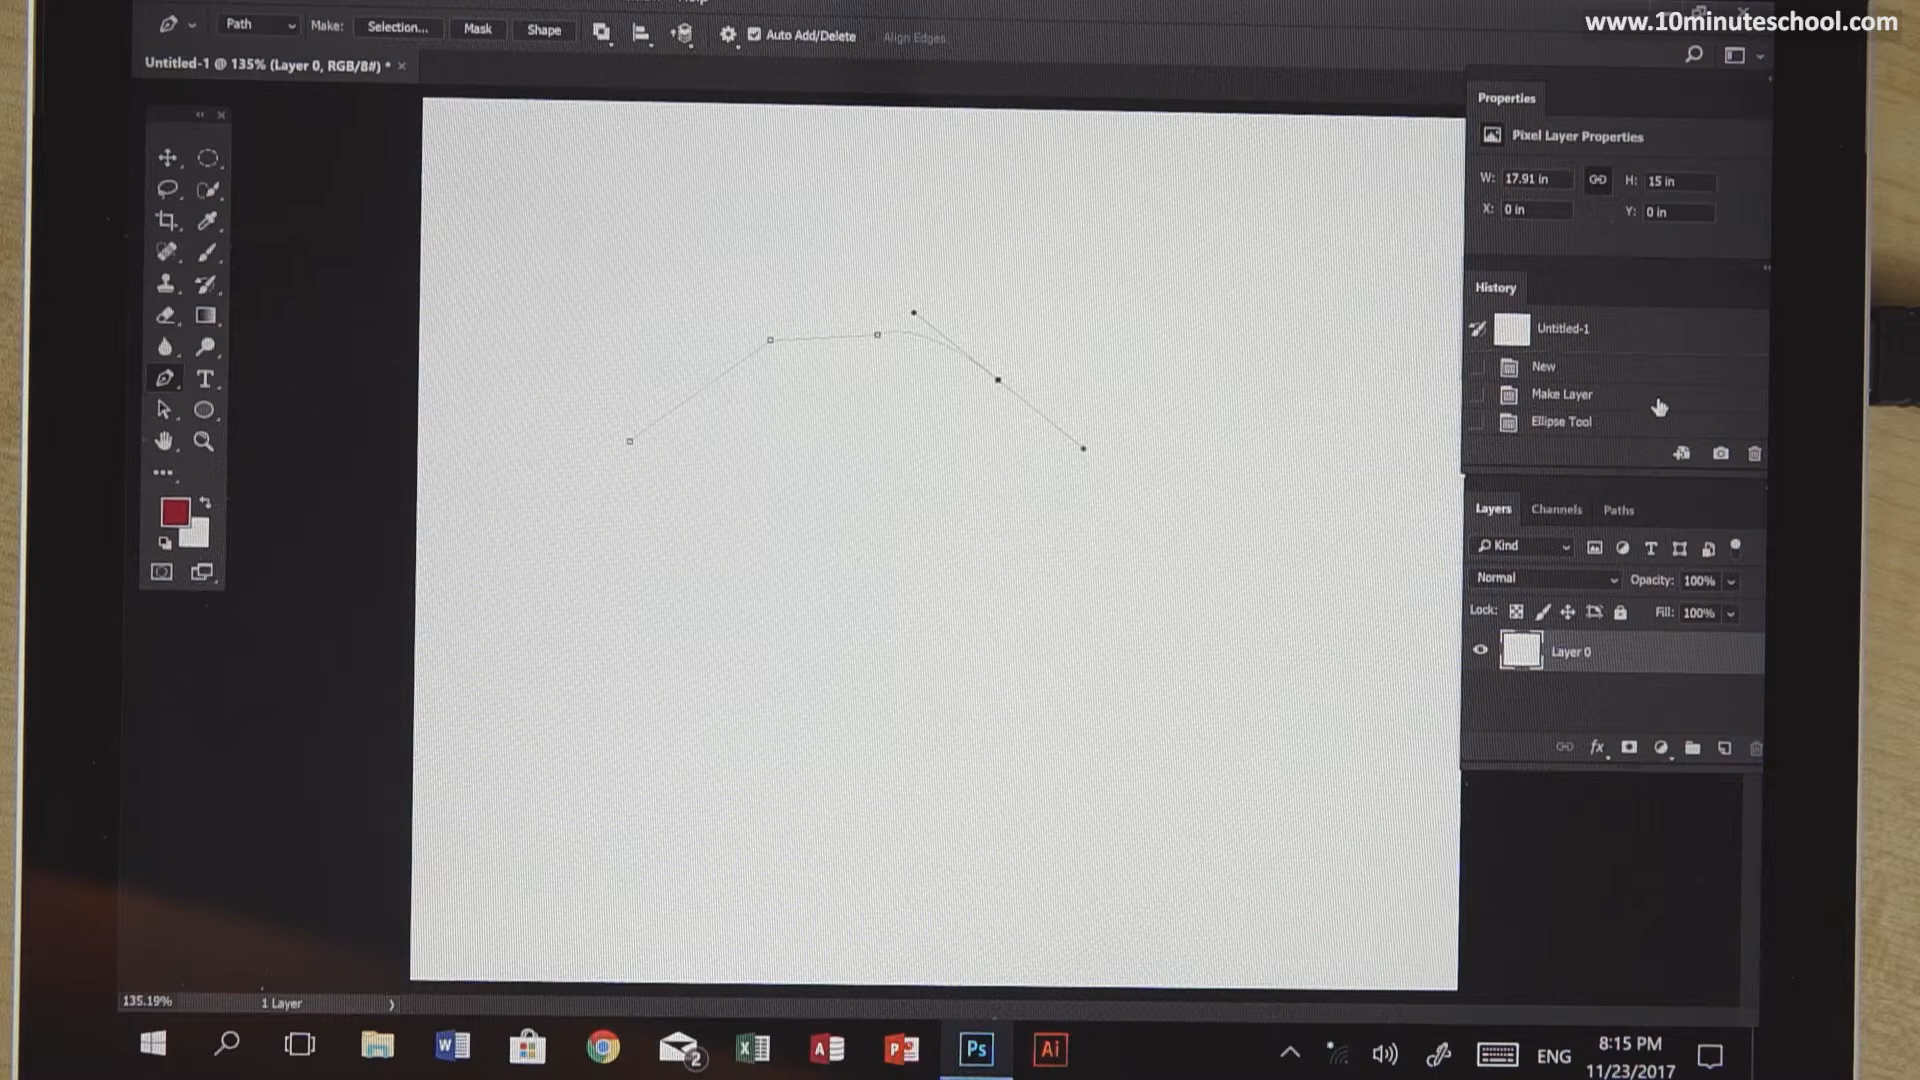 www.10minuteschool.com
Path Make: Selection... Mask Shape Auto Add/Delete Align Edges
Untitled-1 @ 135% (Layer 0, RGB/8#) *
Properties
Pixel Layer Properties
W: 17.91 in H: 15 in
X: 0 in Y: 0 in
History
Untitled-1
New
Make Layer
Ellipse Tool
Layers Channels Paths
Kind
Normal Opacity: 100%
Lock: Fill: 100%
Layer 0
fx
135.19% 1 Layer
W X A P Ps Ai
2
ENG
8:15 PM
11/23/2017